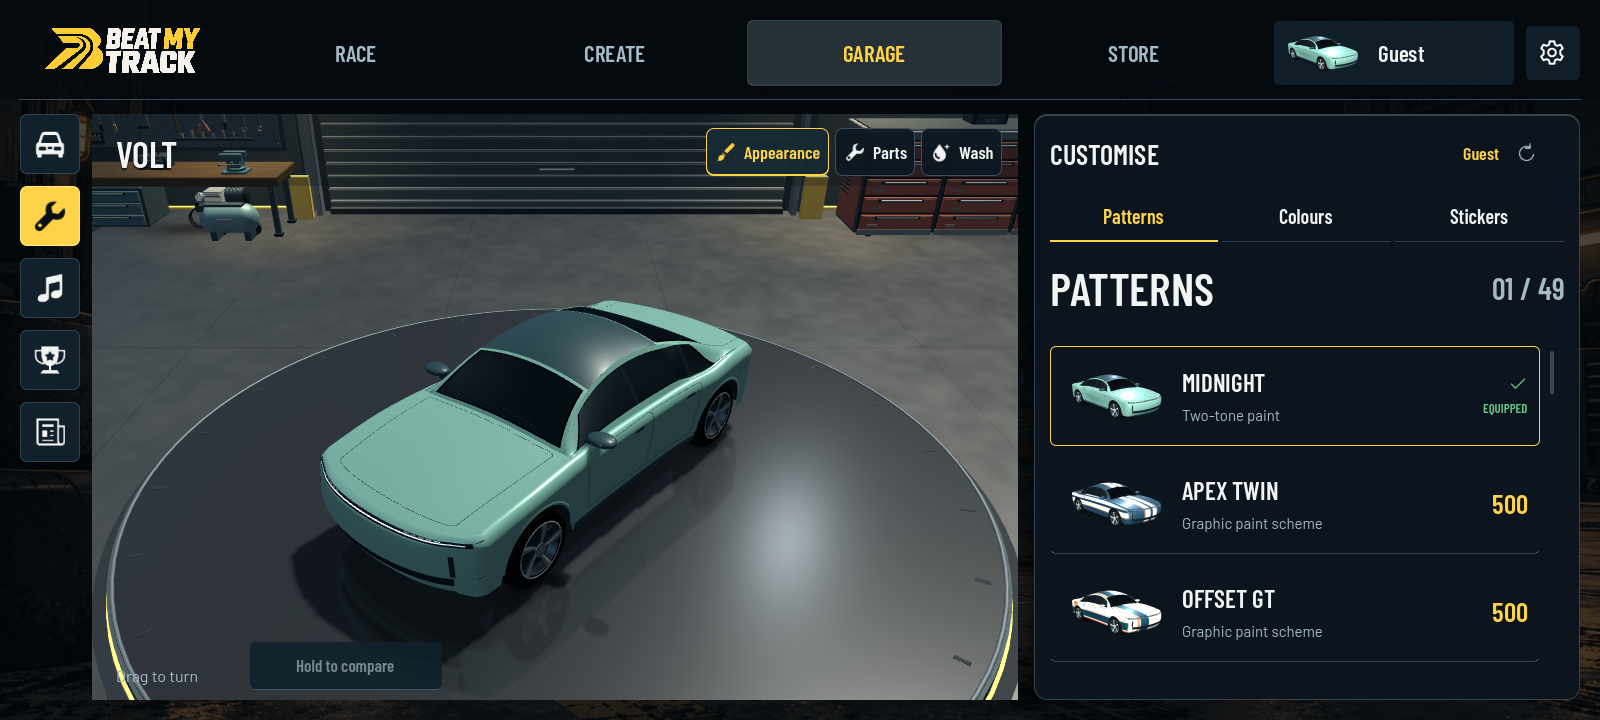 BEAT MY
TRACK
RACE
CREATE
GARAGE
STORE
Guest
VOLT
Appearance
Parts
Wash
Hold to compare
Drag to turn
CUSTOMISE
Guest
Patterns
Colours
Stickers
PATTERNS
01 / 49
MIDNIGHT
Two-tone paint
EQUIPPED
APEX TWIN
Graphic paint scheme
500
OFFSET GT
Graphic paint scheme
500